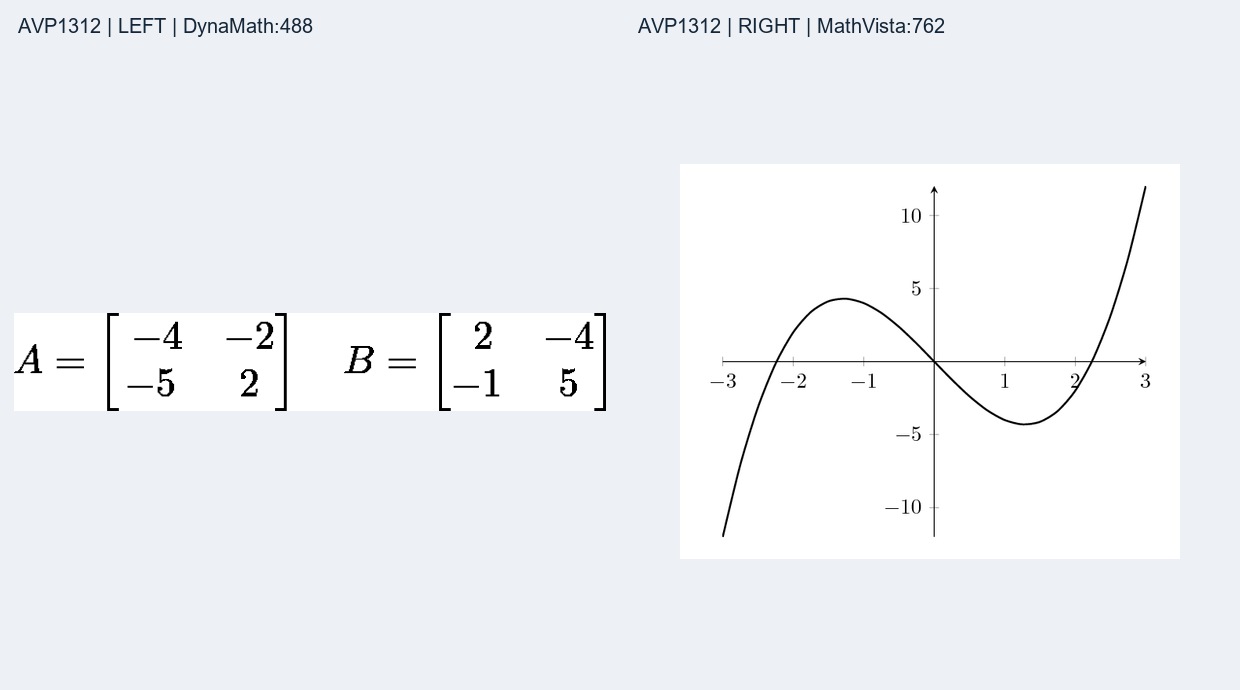 AVP1312 | LEFT | DynaMath:488
AVP1312 | RIGHT | MathVista:762
A = [−4 −2
−5 2]
B = [2 −4
−1 5]
10
5
−3 −2 −1 1 2 3
−5
−10